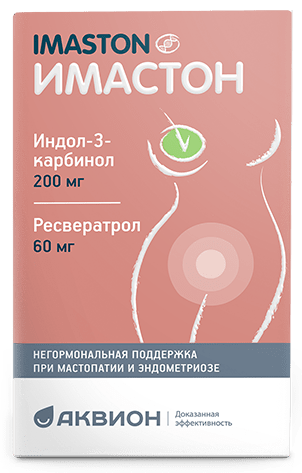 IMASTON
ИМАСТОН
Индол-3-
карбинол
200 мг
Ресвератрол
60 мг
НЕГОРМОНАЛЬНАЯ ПОДДЕРЖКА
ПРИ МАСТОПАТИИ И ЭНДОМЕТРИОЗЕ
АКВИОН
Доказанная
эффективность